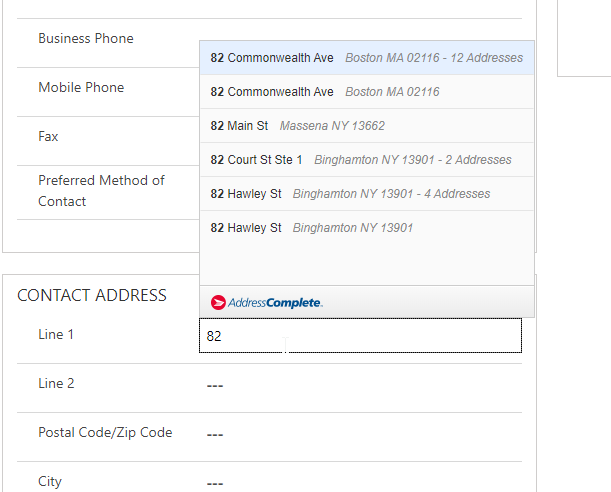 Business Phone
82 Commonwealth Ave Boston MA 02116 - 12 Addresses
Mobile Phone
82 Commonwealth Ave Boston MA 02116
82 Main St Massena NY 13662
Fax
82 Court St Ste 1 Binghamton NY 13901 - 2 Addresses
Preferred Method of
Contact
82 Hawley St Binghamton NY 13901 - 4 Addresses
82 Hawley St Binghamton NY 13901
CONTACT ADDRESS
AddressComplete.
Line 1
82
Line 2
---
Postal Code/Zip Code
---
City
---